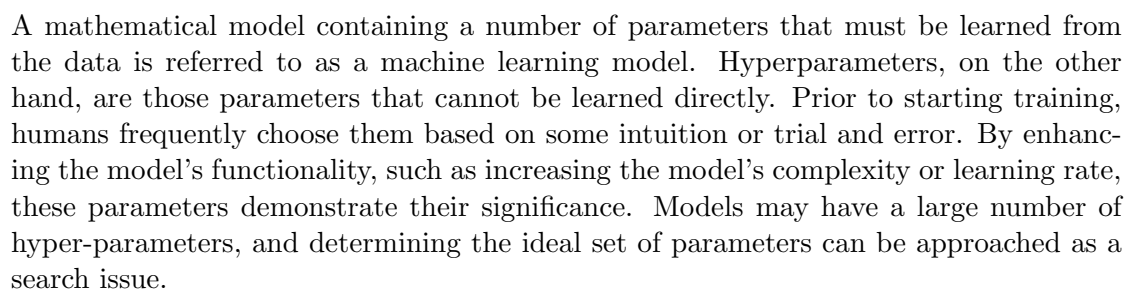 A mathematical model containing a number of parameters that must be learned from
the data is referred to as a machine learning model. Hyperparameters, on the other
hand, are those parameters that cannot be learned directly. Prior to starting training,
humans frequently choose them based on some intuition or trial and error. By enhanc-
ing the model's functionality, such as increasing the model's complexity or learning rate,
these parameters demonstrate their significance. Models may have a large number of
hyper-parameters, and determining the ideal set of parameters can be approached as a
search issue.